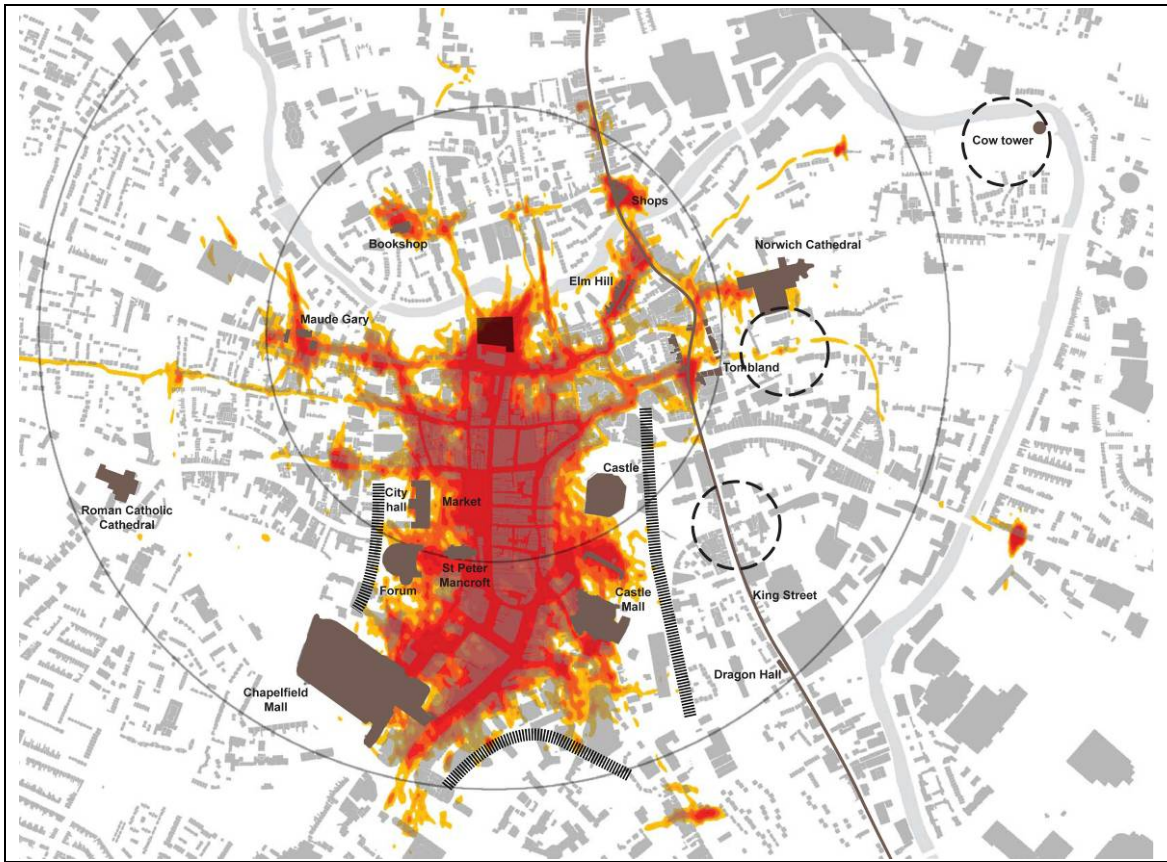 Cow tower
Shops
Bookshop
Norwich Cathedral
Elm Hill
Maude Gary
Tombland
Castle
City
hall
Market
Roman Catholic
Cathedral
St Peter
Mancroft
Forum
Castle
Mall
King Street
Dragon Hall
Chapelfield
Mall